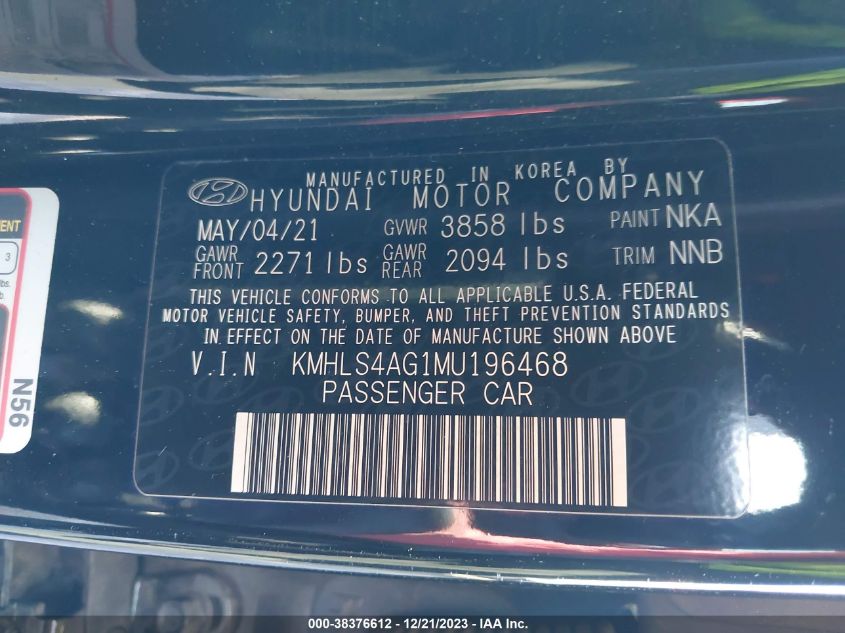 MANUFACTURED IN KOREA BY
HYUNDAI MOTOR COMPANY
MAY/04/21 GVWR 3858 lbs PAINT NKA
GAWR FRONT 2271 lbs GAWR REAR 2094 lbs TRIM NNB
THIS VEHICLE CONFORMS TO ALL APPLICABLE U.S.A. FEDERAL
MOTOR VEHICLE SAFETY, BUMPER, AND THEFT PREVENTION STANDARDS
IN EFFECT ON THE DATE OF MANUFACTURE SHOWN ABOVE
V.I.N KMHLS4AG1MU196468
PASSENGER CAR
3
N56
000-38376612 - 12/21/2023 - IAA Inc.